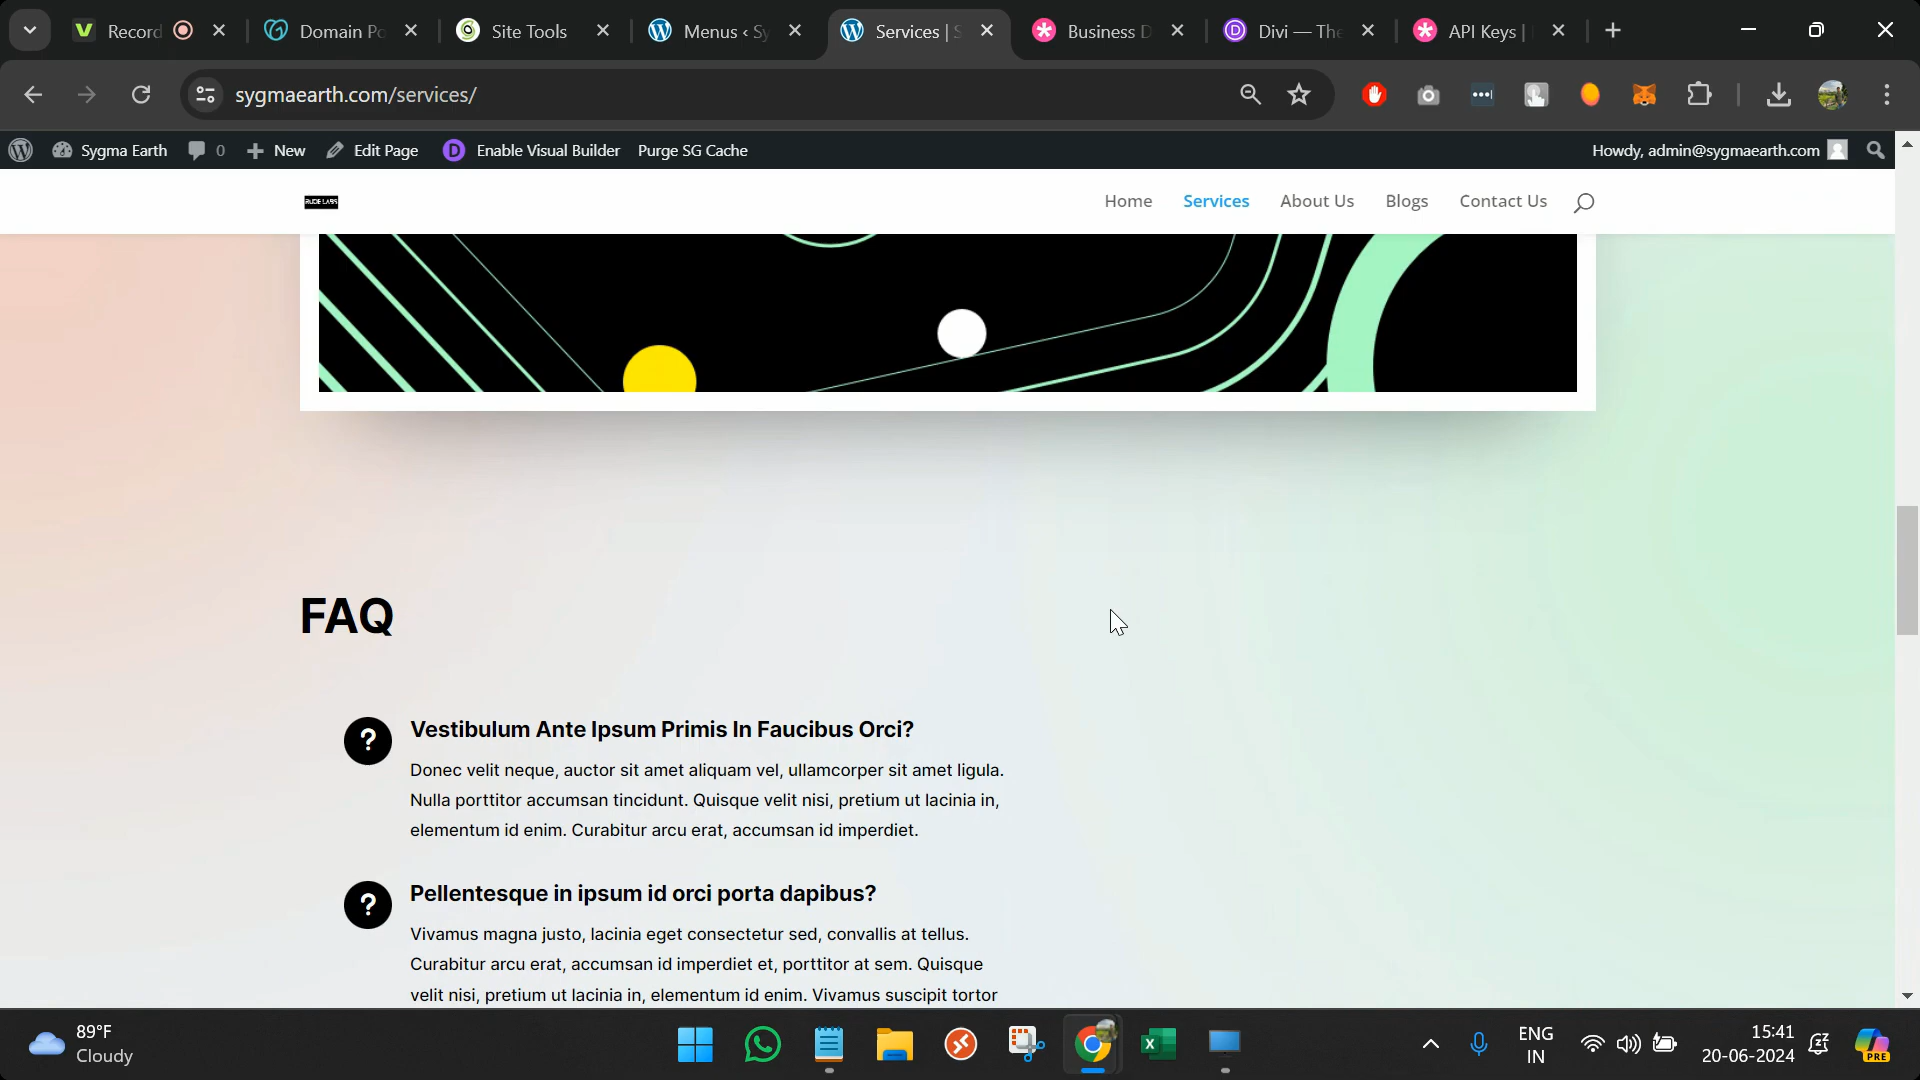 Record
Domain Po
Site Tools
Menus ‹ Sy
Services | S
Business D
Divi — The
API Keys |
sygmaearth.com/services/
Sygma Earth
0
New
Edit Page
D
Enable Visual Builder
Purge SG Cache
Howdy, admin@sygmaearth.com
RUDE LABS
Home
Services
About Us
Blogs
Contact Us
FAQ
?
Vestibulum Ante Ipsum Primis In Faucibus Orci?
Donec velit neque, auctor sit amet aliquam vel, ullamcorper sit amet ligula.
Nulla porttitor accumsan tincidunt. Quisque velit nisi, pretium ut lacinia in,
elementum id enim. Curabitur arcu erat, accumsan id imperdiet.
?
Pellentesque in ipsum id orci porta dapibus?
Vivamus magna justo, lacinia eget consectetur sed, convallis at tellus.
Curabitur arcu erat, accumsan id imperdiet et, porttitor at sem. Quisque
velit nisi, pretium ut lacinia in, elementum id enim. Vivamus suscipit tortor
89°F
Cloudy
ENG
IN
15:41
20-06-2024
PRE